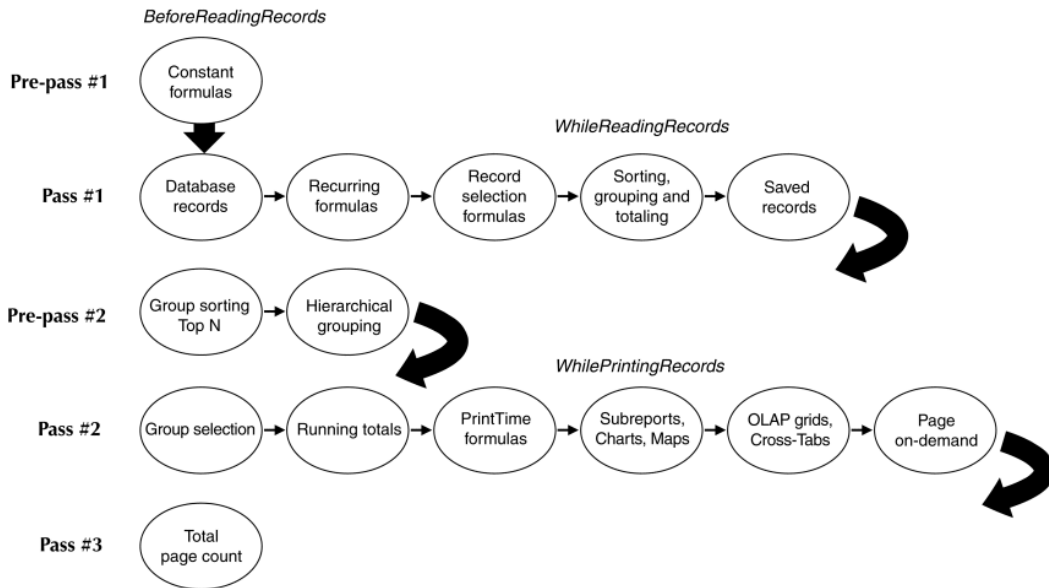 BeforeReadingRecords
Pre-pass #1
Constant
formulas
WhileReadingRecords
Pass #1
Database
records
Recurring
formulas
Record
selection
formulas
Sorting,
grouping and
totaling
Saved
records
Pre-pass #2
Group sorting
Top N
Hierarchical
grouping
WhilePrintingRecords
Pass #2
Group selection
Running totals
PrintTime
formulas
Subreports,
Charts, Maps
OLAP grids,
Cross-Tabs
Page
on-demand
Pass #3
Total
page count